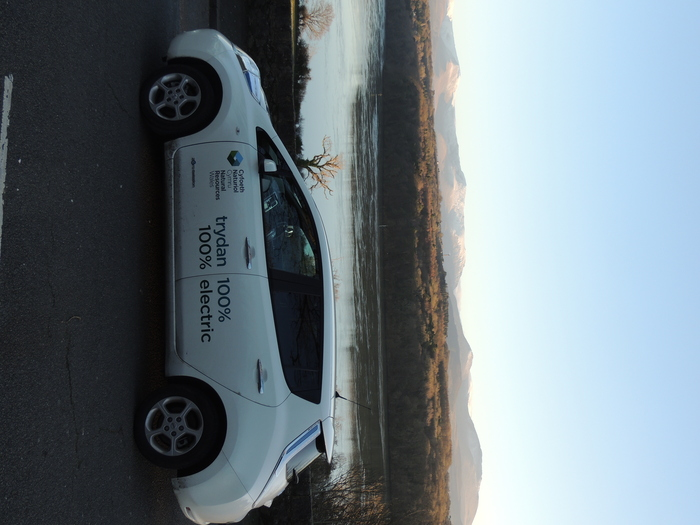 Cyfoeth
Naturiol
Cymru
Natural
Resources
Wales
trydan 100%
100% electric